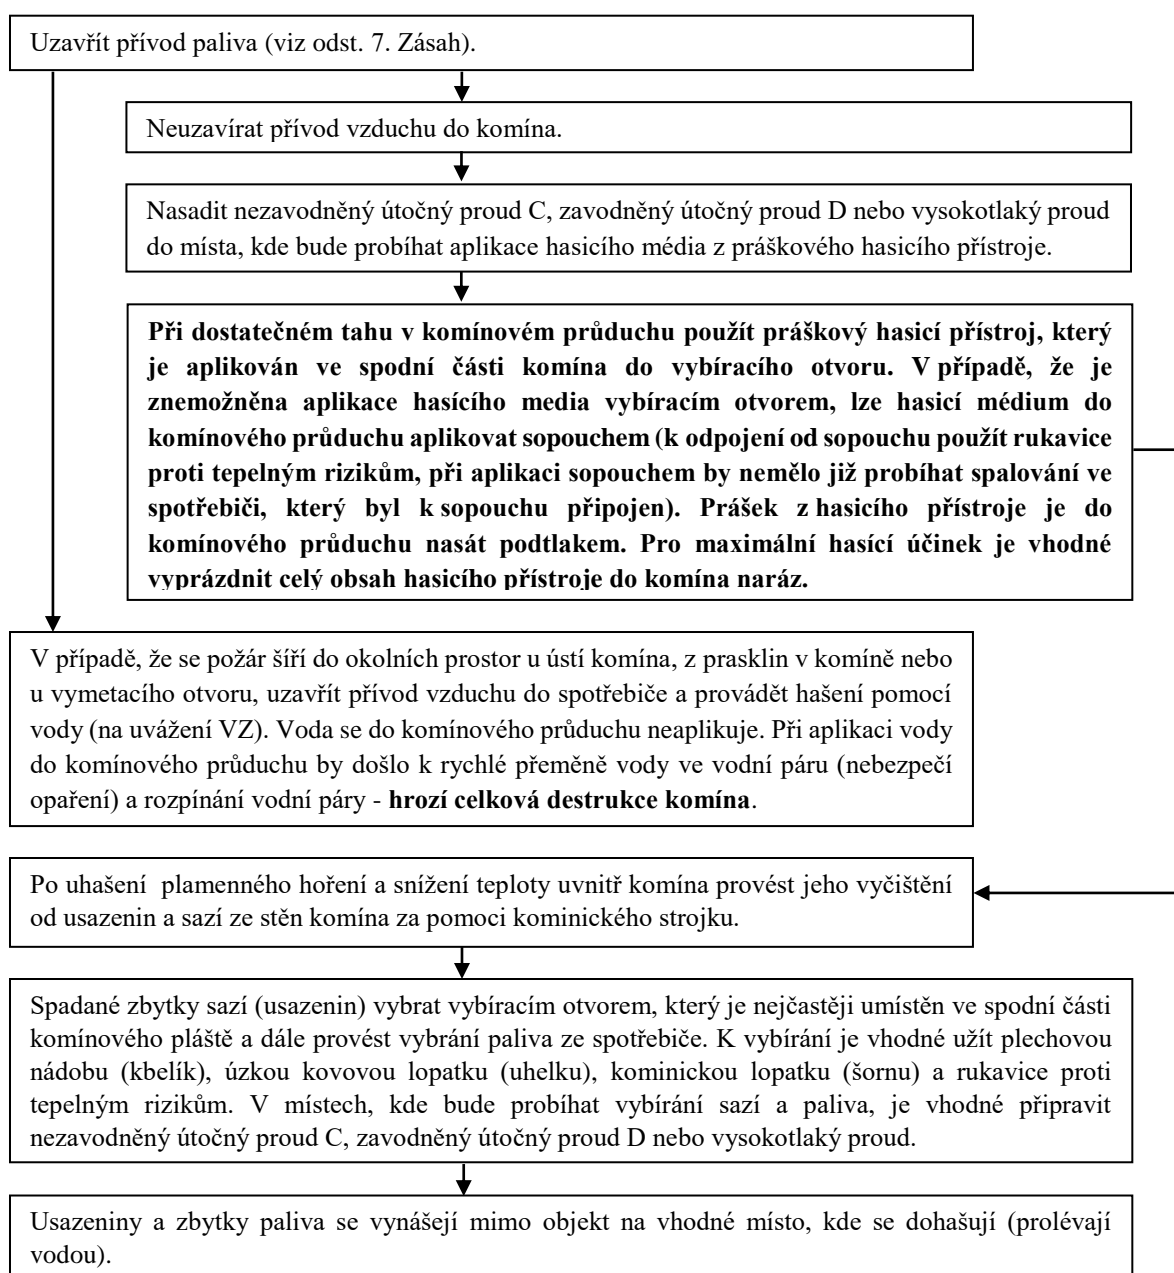 Uzavřít přívod paliva (viz odst. 7. Zásah).
Neuzavírat přívod vzduchu do komína.
Nasadit nezavodněný útočný proud C, zavodněný útočný proud D nebo vysokotlaký proud
do místa, kde bude probíhat aplikace hasicího média z práškového hasicího přístroje.
Při dostatečném tahu v komínovém průduchu použít práškový hasicí přístroj, který
je aplikován ve spodní části komína do vybíracího otvoru. V případě, že je
znemožněna aplikace hasícího media vybíracím otvorem, lze hasicí médium do
komínového průduchu aplikovat sopouchem (k odpojení od sopouchu použít rukavice
proti tepelným rizikům, při aplikaci sopouchem by nemělo již probíhat spalování ve
spotřebiči, který byl k sopouchu připojen). Prášek z hasicího přístroje je do
komínového průduchu nasát podtlakem. Pro maximální hasící účinek je vhodné
vyprázdnit celý obsah hasicího přístroje do komína naráz.
V případě, že se požár šíří do okolních prostor u ústí komína, z prasklin v komíně nebo
u vymetacího otvoru, uzavřít přívod vzduchu do spotřebiče a provádět hašení pomocí
vody (na uvážení VZ). Voda se do komínového průduchu neaplikuje. Při aplikaci vody
do komínového průduchu by došlo k rychlé přeměně vody ve vodní páru (nebezpečí
opaření) a rozpínání vodní páry - hrozí celková destrukce komína.
Po uhašení plamenného hoření a snížení teploty uvnitř komína provést jeho vyčištění
od usazenin a sazí ze stěn komína za pomoci kominického strojku.
Spadané zbytky sazí (usazenin) vybrat vybíracím otvorem, který je nejčastěji umístěn ve spodní části
komínového pláště a dále provést vybrání paliva ze spotřebiče. K vybírání je vhodné užít plechovou
nádobu (kbelík), úzkou kovovou lopatku (uhelku), kominickou lopatku (šornu) a rukavice proti
tepelným rizikům. V místech, kde bude probíhat vybírání sazí a paliva, je vhodné připravit
nezavodněný útočný proud C, zavodněný útočný proud D nebo vysokotlaký proud.
Usazeniny a zbytky paliva se vynášejí mimo objekt na vhodné místo, kde se dohašují (prolévají
vodou).